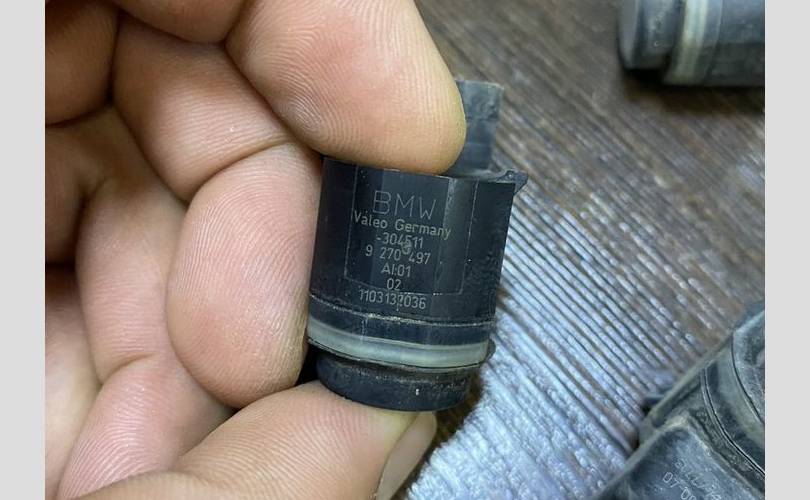 BMW
Valeo Germany
-304511
9 270 497
AI:01
02
1103132036